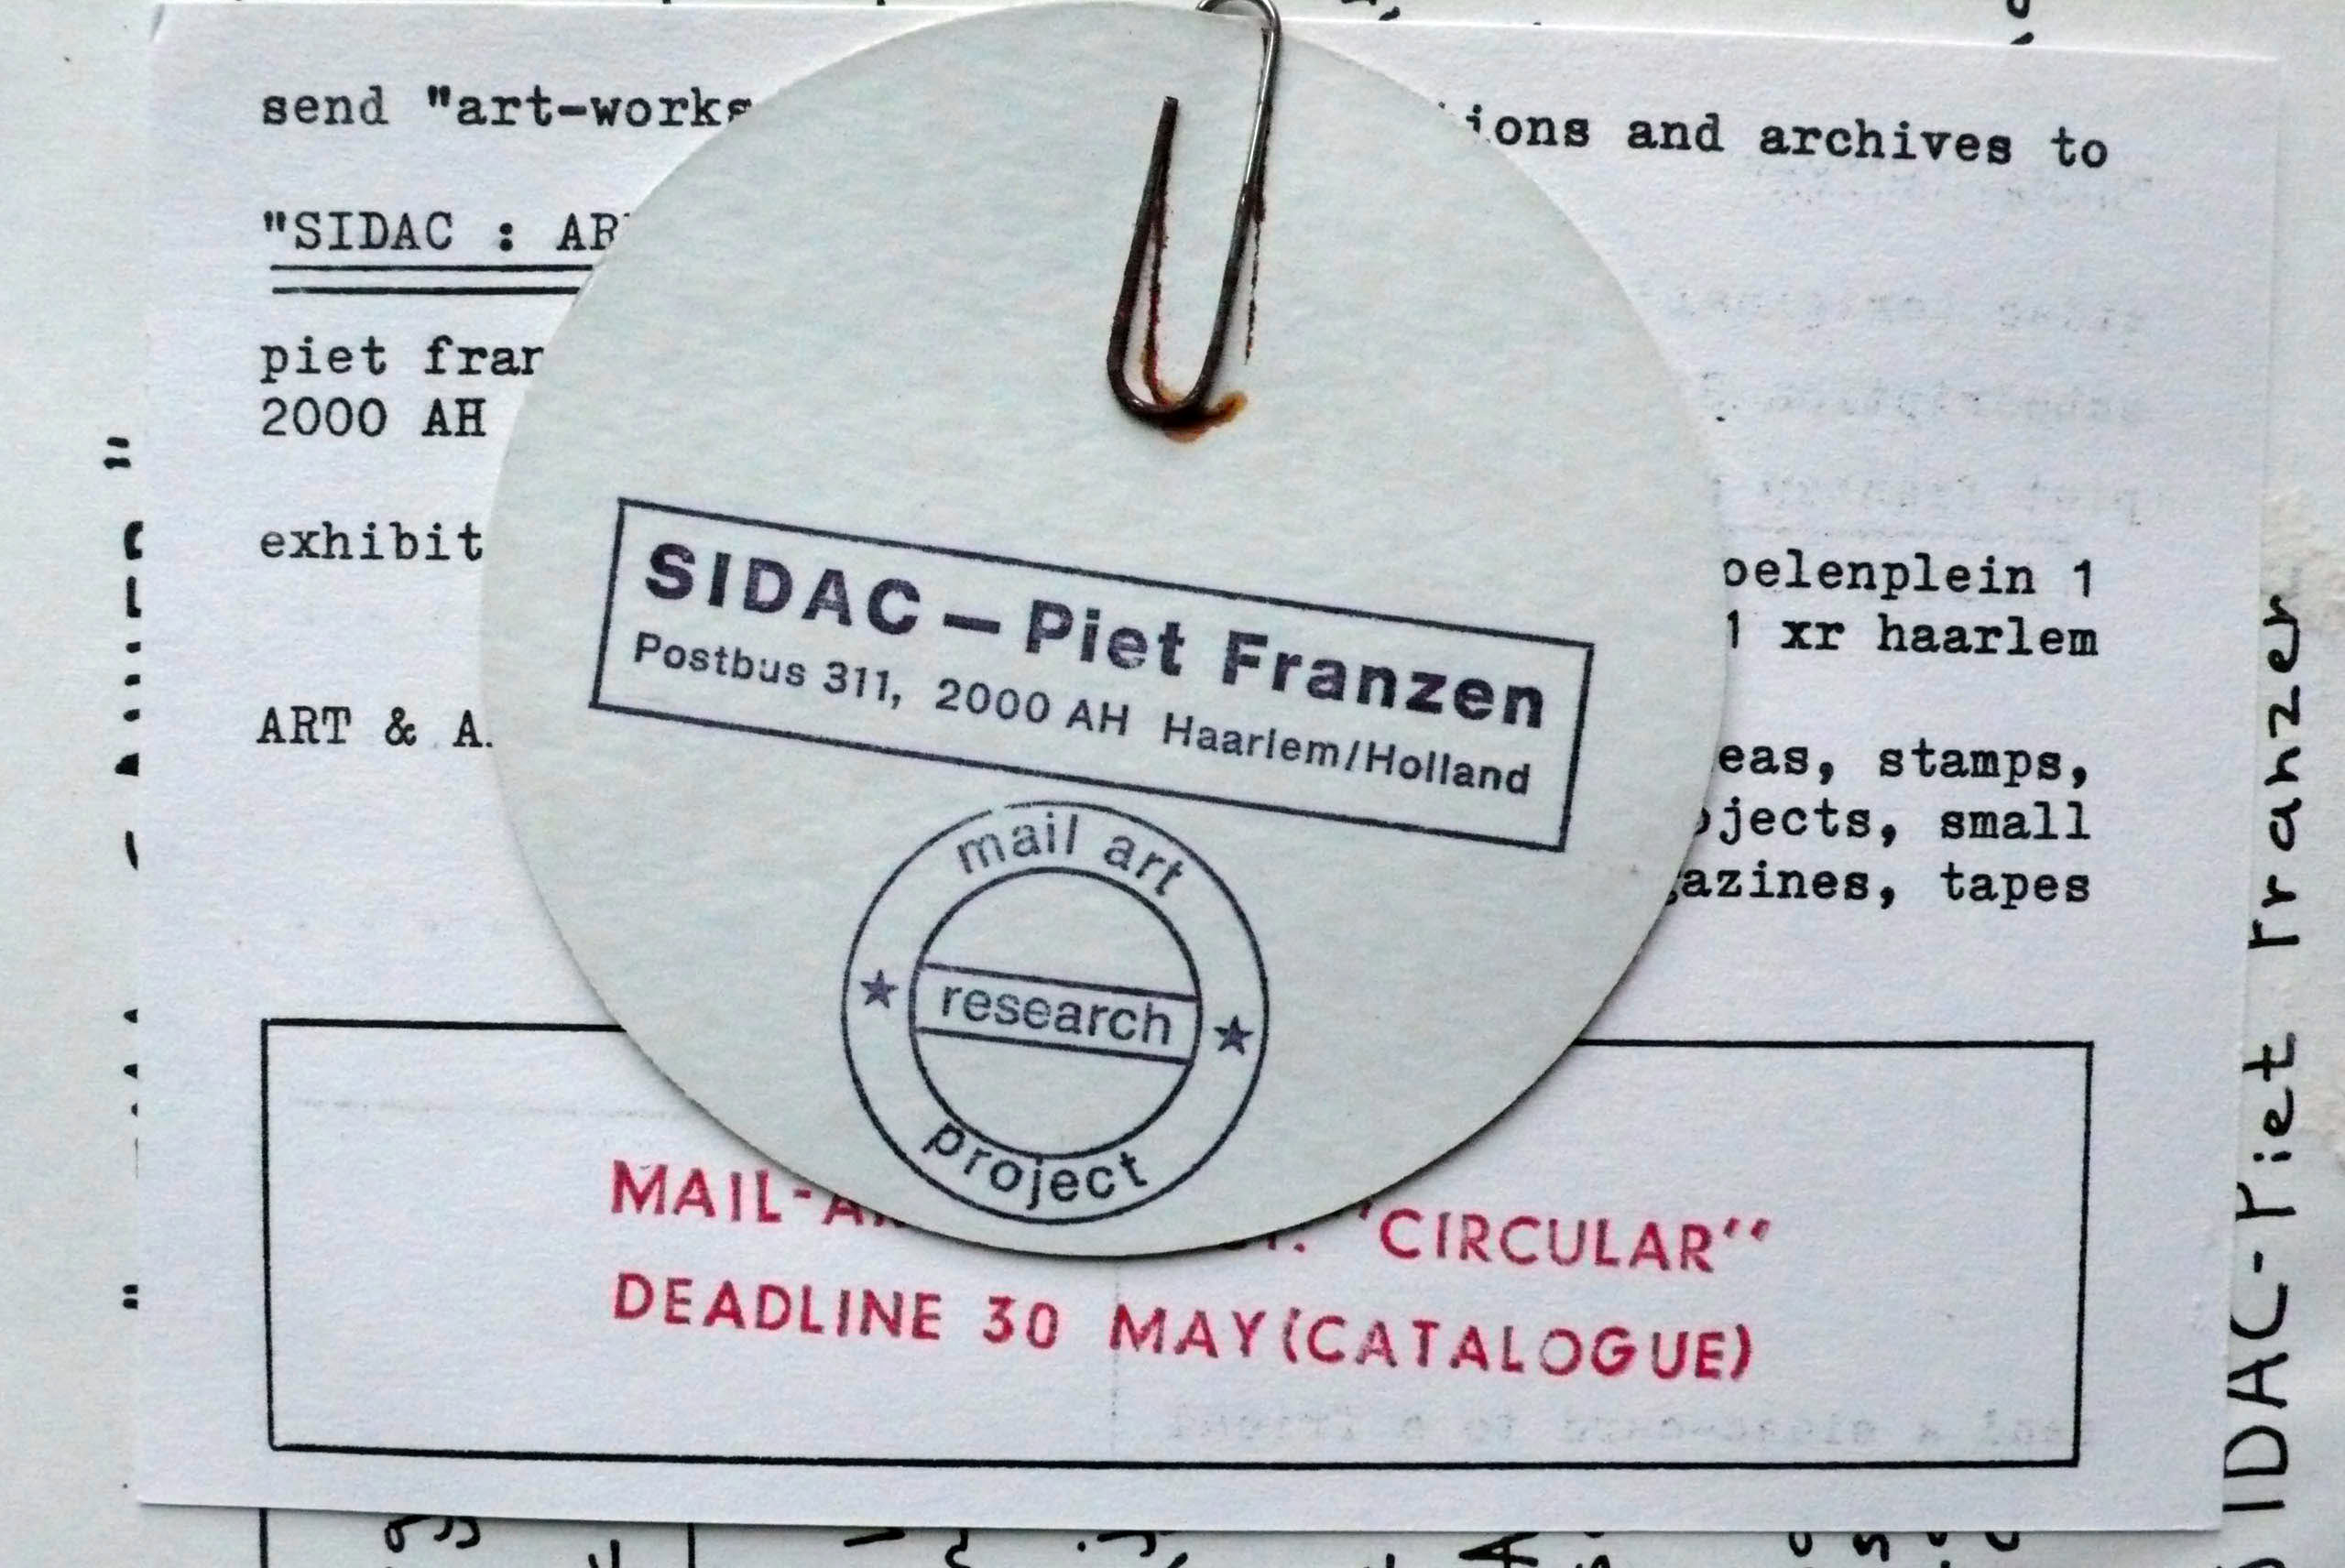 send "art-works
ions and archives to
"SIDAC : AR
piet fran
2000 AH
exhibit
oelenplein 1
1 xr haarlem
ART & A.
eas, stamps,
jects, small
azines, tapes
SIDAC – Piet Franzen
Postbus 311, 2000 AH Haarlem/Holland
mail art
research
project
MAIL-A
"CIRCULAR"
DEADLINE 30 MAY (CATALOGUE)
SIDAC-Piet Franzen